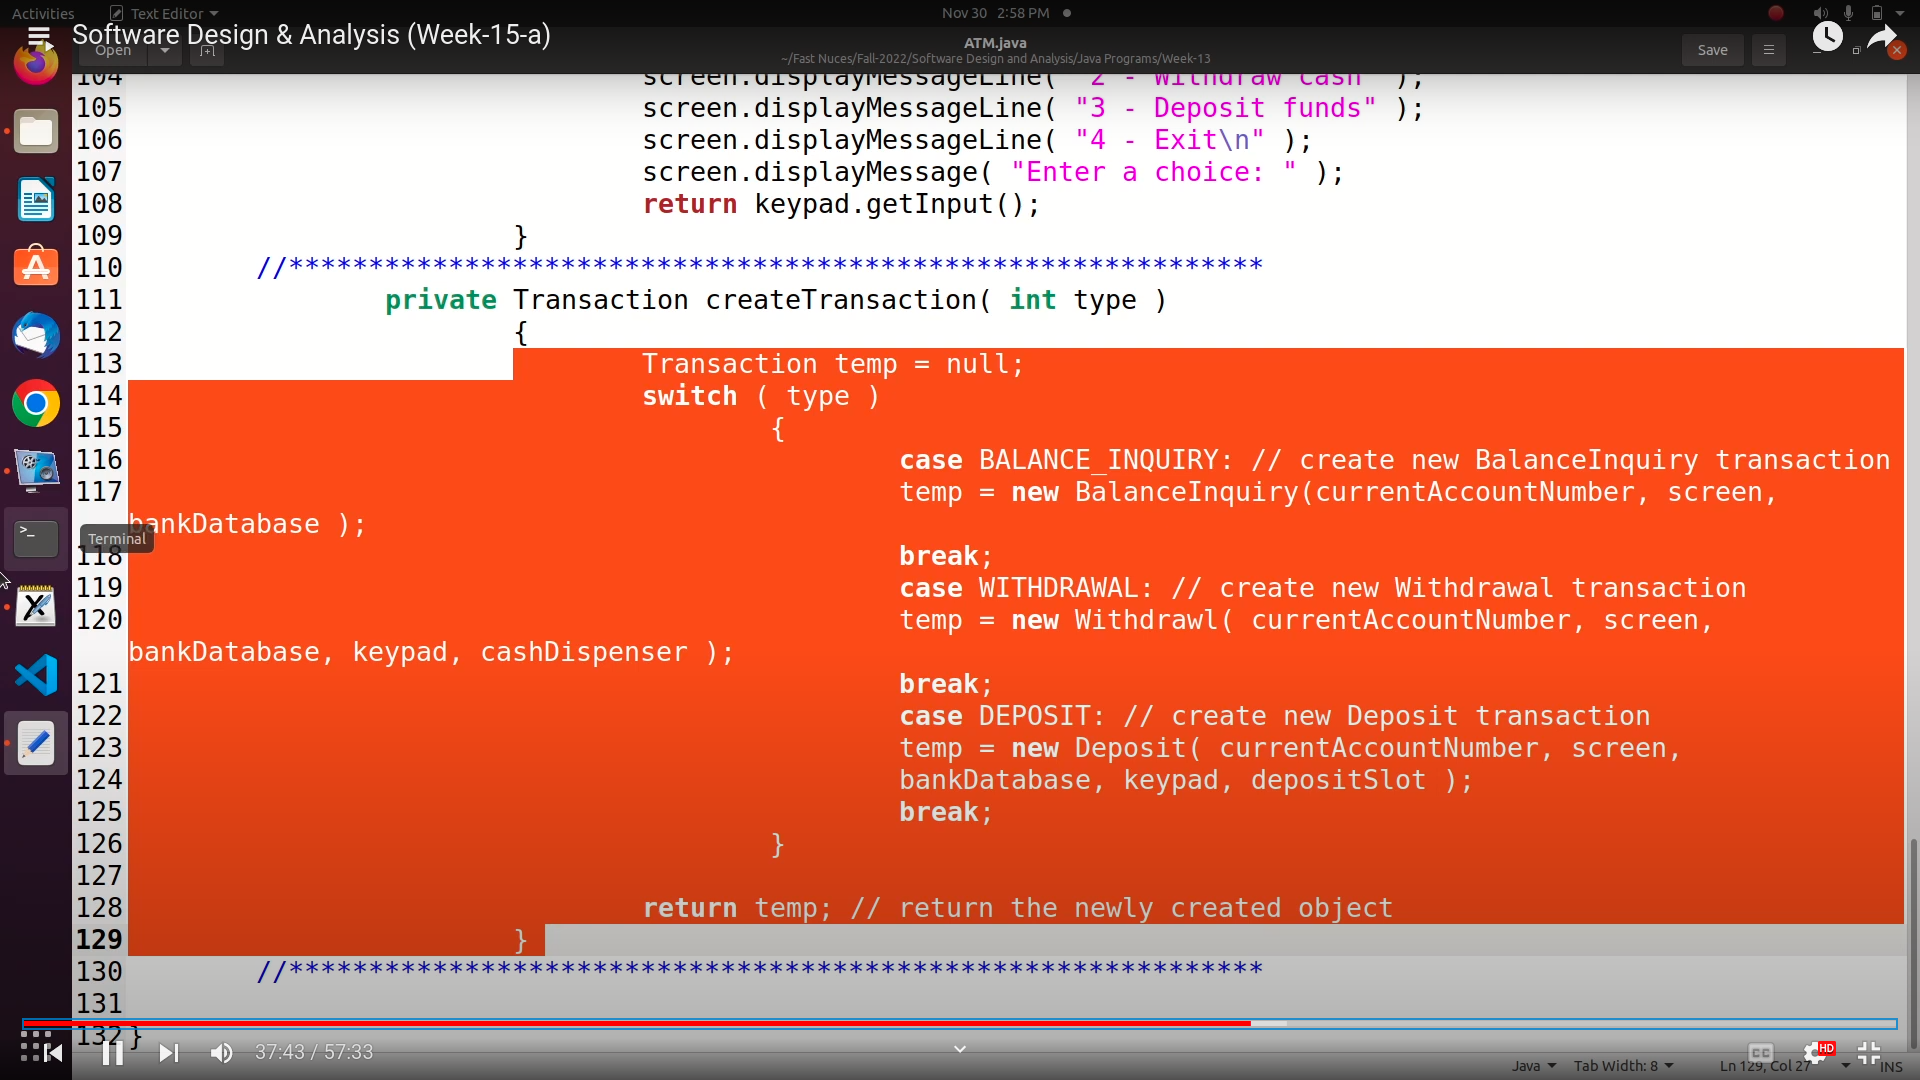 Activities Text Editor Nov 30 2:58 PM
Software Design & Analysis (Week-15-a)
Open ATM.java Save
~/Fast Nuces/Fall-2022/Software Design and Analysis/Java Programs/Week-13
104 screen.displayMessageLine( "2 - Withdraw cash" );
105 screen.displayMessageLine( "3 - Deposit funds" );
106 screen.displayMessageLine( "4 - Exit\n" );
107 screen.displayMessage( "Enter a choice: " );
108 return keypad.getInput();
109 }
110 //*************************************************************
111 private Transaction createTransaction( int type )
112 {
113 Transaction temp = null;
114 switch ( type )
115 {
116 case BALANCE_INQUIRY: // create new BalanceInquiry transaction
117 temp = new BalanceInquiry(currentAccountNumber, screen,
bankDatabase );
Terminal
118 break;
119 case WITHDRAWAL: // create new Withdrawal transaction
120 temp = new Withdrawl( currentAccountNumber, screen,
bankDatabase, keypad, cashDispenser );
121 break;
122 case DEPOSIT: // create new Deposit transaction
123 temp = new Deposit( currentAccountNumber, screen,
124 bankDatabase, keypad, depositSlot );
125 break;
126 }
127
128 return temp; // return the newly created object
129 }
130 //*************************************************************
131
132 }
37:43 / 57:33 CC HD
Java Tab Width: 8 Ln 129, Col 27 INS